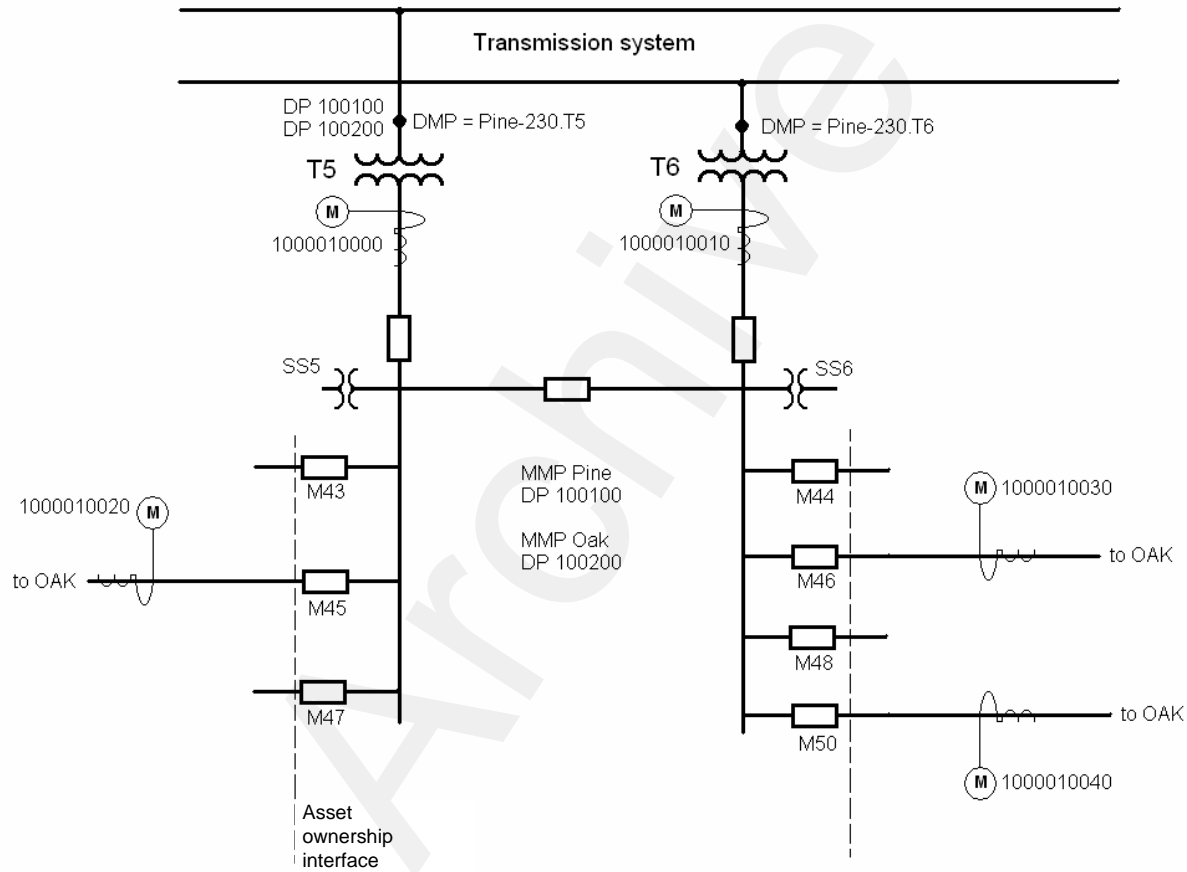 Transmission system
DP 100100
DP 100200
DMP = Pine-230.T5
DMP = Pine-230.T6
T5
T6
M
M
1000010000
1000010010
SS5
SS6
M43
MMP Pine
DP 100100
M44
M
1000010030
1000010020
M
MMP Oak
DP 100200
M46
to OAK
to OAK
M45
M48
M47
M50
to OAK
M
1000010040
Asset
ownership
interface
Archive